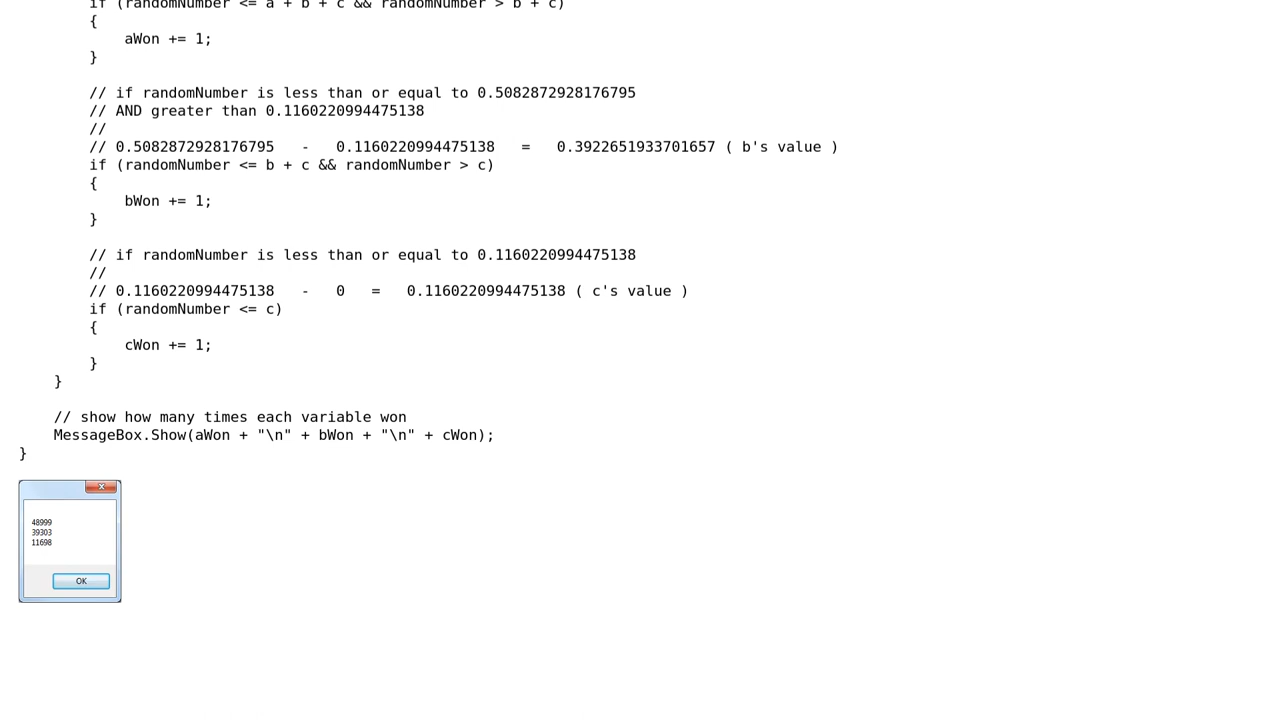 if (randomNumber <= a + b + c && randomNumber > b + c)
{
aWon += 1;
}
// if randomNumber is less than or equal to 0.5082872928176795
// AND greater than 0.1160220994475138
//
// 0.5082872928176795   -   0.1160220994475138   =   0.3922651933701657 ( b's value )
if (randomNumber <= b + c && randomNumber > c)
{
bWon += 1;
}
// if randomNumber is less than or equal to 0.1160220994475138
//
// 0.1160220994475138   -   0   =   0.1160220994475138 ( c's value )
if (randomNumber <= c)
{
cWon += 1;
}
}
// show how many times each variable won
MessageBox.Show(aWon + "\n" + bWon + "\n" + cWon);
}
48999
39303
11698
OK